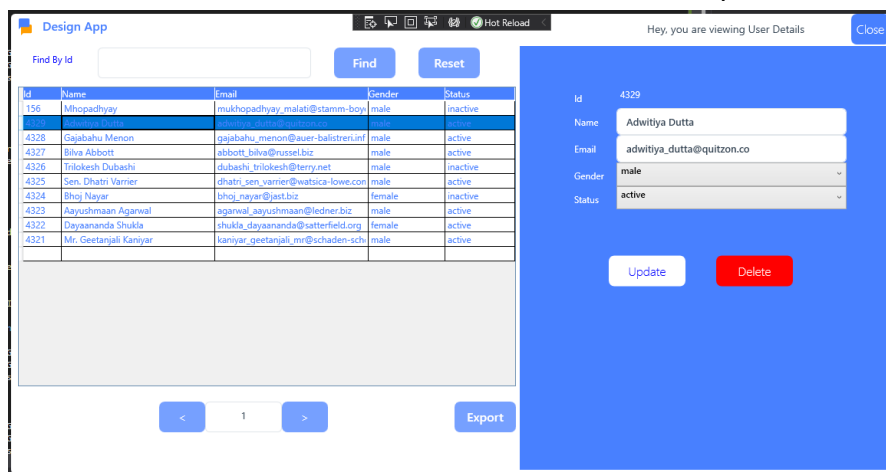 Design App
Hot Reload
Hey, you are viewing User Details
Close
Find By Id
Find
Reset
Id Name Email Gender Status
156 Mhopadhyay mukhopadhyay_malati@stamm-boy male inactive
4329 Adwitiya Dutta adwitiya_dutta@quitzon.co male active
4328 Gajabahu Menon gajabahu_menon@auer-balistreri.inf male active
4327 Bilva Abbott abbott_bilva@russel.biz male active
4326 Trilokesh Dubashi dubashi_trilokesh@terry.net male inactive
4325 Sen. Dhatri Varrier dhatri_sen_varrier@watsica-lowe.con male active
4324 Bhoj Nayar bhoj_nayar@jast.biz female inactive
4323 Aayushmaan Agarwal agarwal_aayushmaan@ledner.biz male active
4322 Dayaananda Shukla shukla_dayaananda@satterfield.org female active
4321 Mr. Geetanjali Kaniyar kaniyar_geetanjali_mr@schaden-sch male active
< 1 >
Export
Id 4329
Name Adwitiya Dutta
Email adwitiya_dutta@quitzon.co
Gender male
Status active
Update
Delete